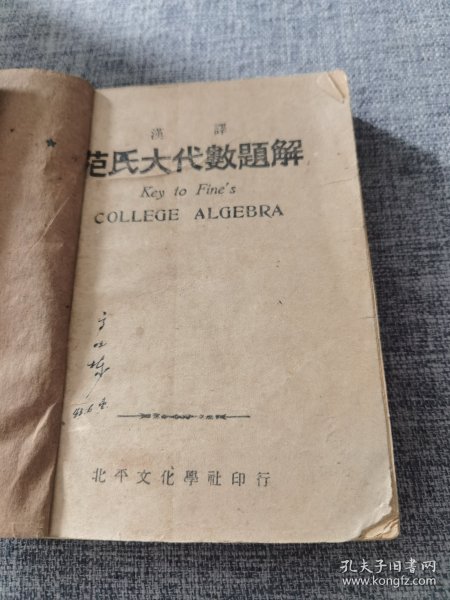 漢譯
范氏大代數題解
Key to Fine's
COLLEGE ALGEBRA
北平文化學社印行
孔夫子旧书网
www.kongfz.com